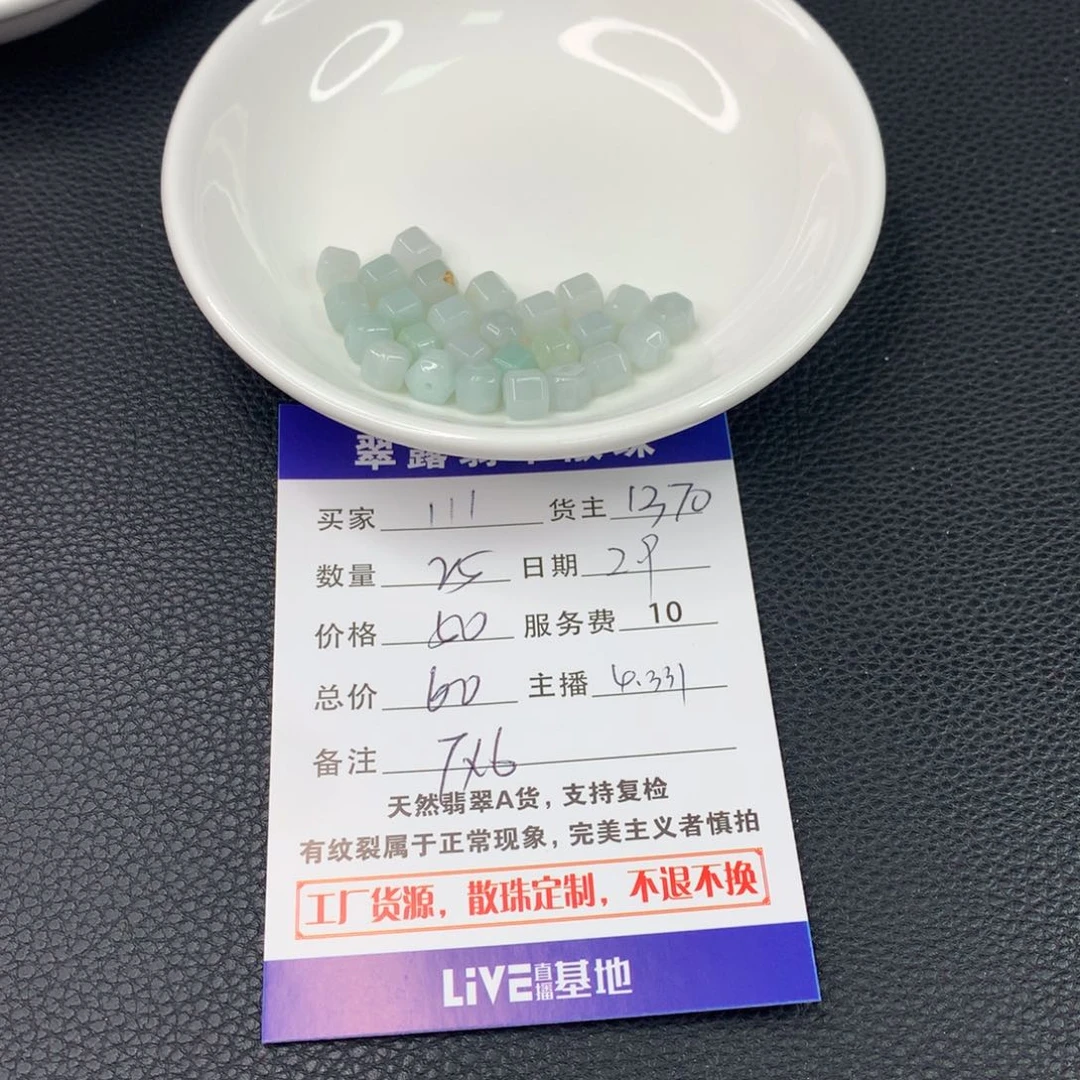 买家 111 货主 1370
数量 25 日期 29
价格 50 服务费 10
总价 60 主播
备注 7X6
天然翡翠A货，支持复检
有纹裂属于正常现象，完美主义者慎拍
工厂货源，散珠定制，不退不换
LiVE直播基地